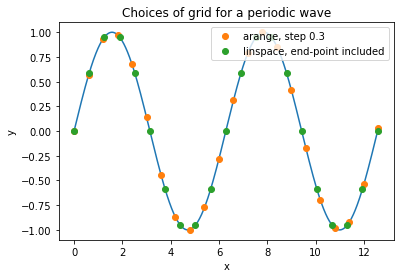 Choices of grid for a periodic wave
arange, step 0.3
linspace, end-point included
y
1.00
0.75
0.50
0.25
0.00
−0.25
−0.50
−0.75
−1.00
0 2 4 6 8 10 12
x